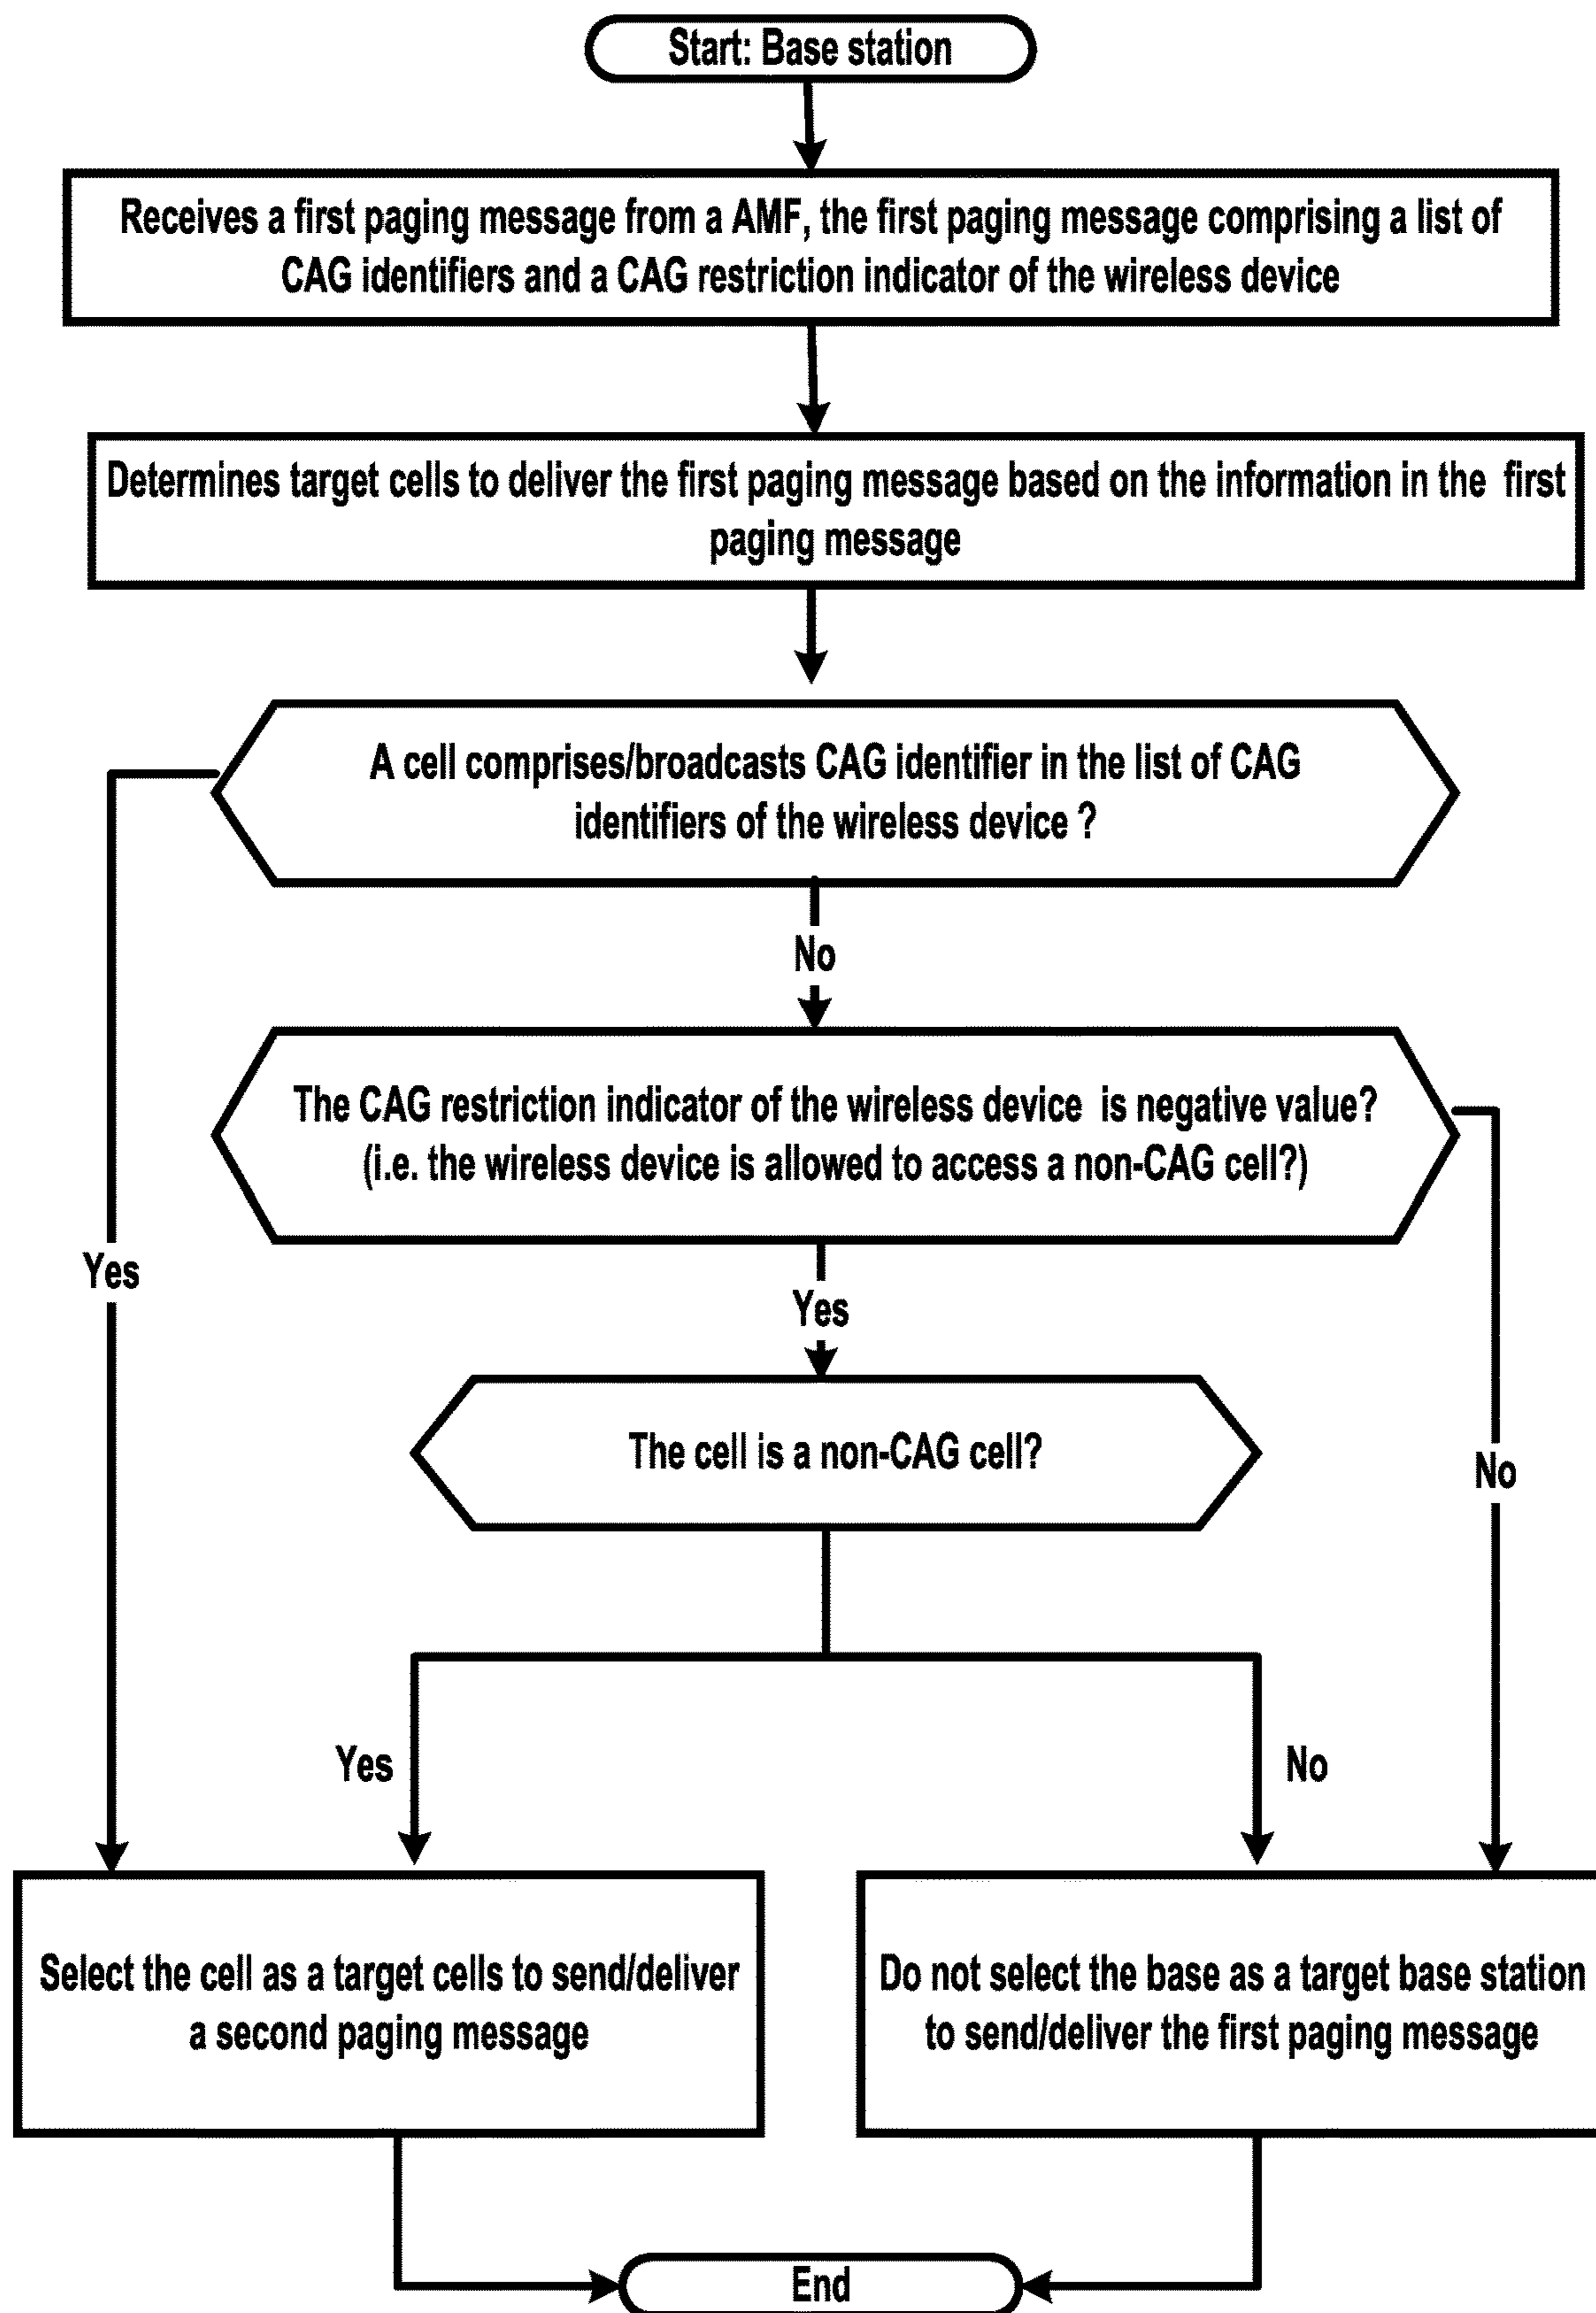 Start: Base station
Receives a first paging message from a AMF, the first paging message comprising a list of
CAG identifiers and a CAG restriction indicator of the wireless device
Determines target cells to deliver the first paging message based on the information in the first
paging message
A cell comprises/broadcasts CAG identifier in the list of CAG
identifiers of the wireless device ?
No
The CAG restriction indicator of the wireless device is negative value?
(i.e. the wireless device is allowed to access a non-CAG cell?)
Yes
Yes
The cell is a non-CAG cell?
No
Yes
No
Select the cell as a target cells to send/deliver
a second paging message
Do not select the base as a target base station
to send/deliver the first paging message
End